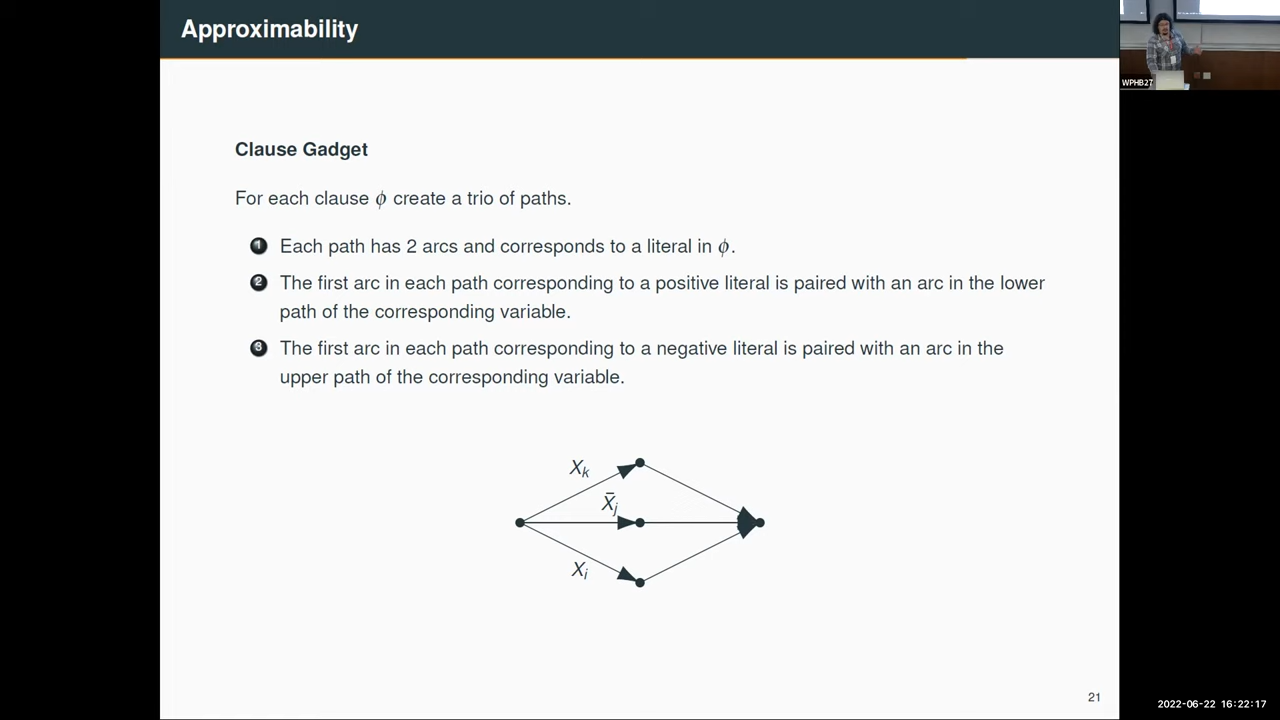 Approximability
WPHB27
Clause Gadget
For each clause ϕ create a trio of paths.
1 Each path has 2 arcs and corresponds to a literal in ϕ.
2 The first arc in each path corresponding to a positive literal is paired with an arc in the lower
path of the corresponding variable.
3 The first arc in each path corresponding to a negative literal is paired with an arc in the
upper path of the corresponding variable.
X_k
X̄_j
X_i
21
2022-06-22 16:22:17